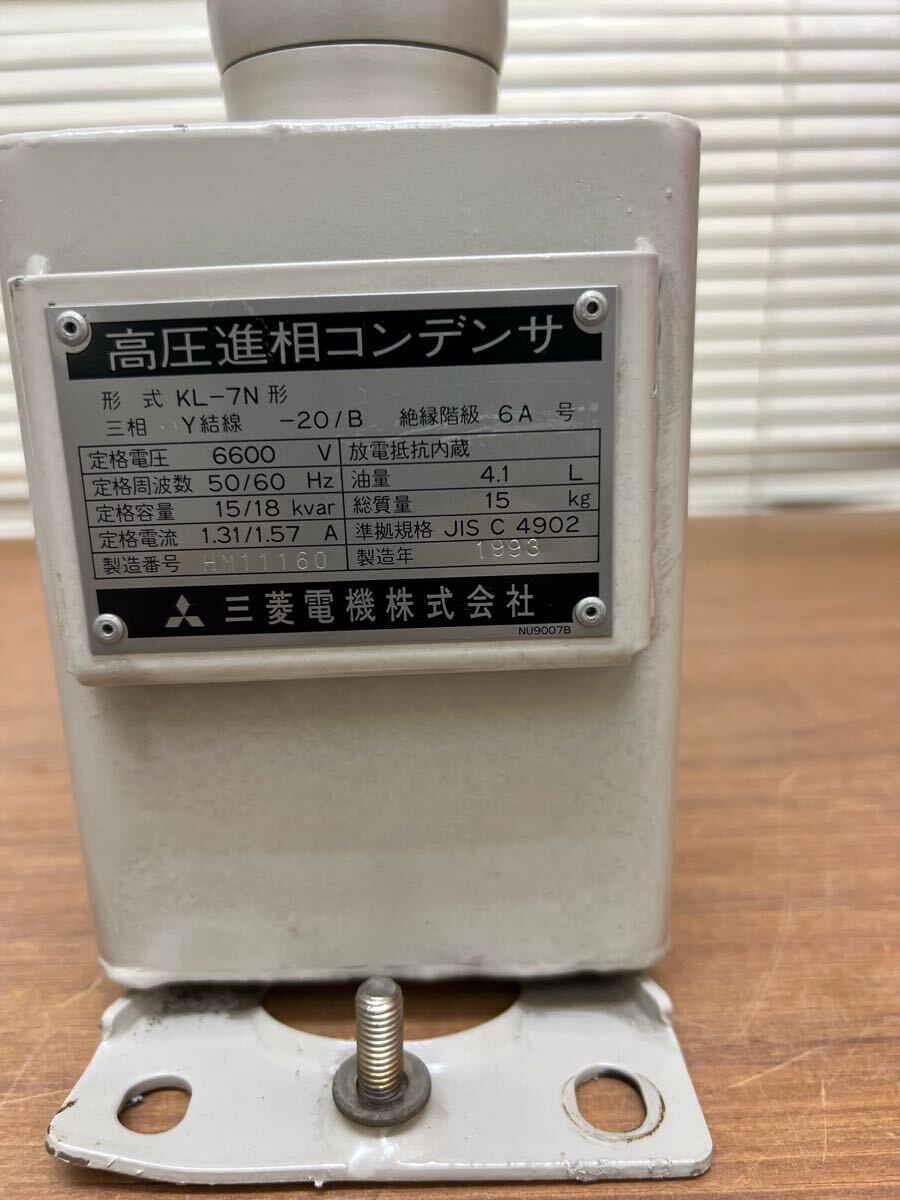 高圧進相コンデンサ
形式 KL-7N形
三相 Y結線 -20/B 絶縁階級 6A 号
定格電圧 6600 V 放電抵抗内蔵
定格周波数 50/60 Hz 油量 4.1 L
定格容量 15/18 kvar 総質量 15 kg
定格電流 1.31/1.57 A 準拠規格 JIS C 4902
製造番号 HM11160 製造年 1993
三菱電機株式会社
NU9007B